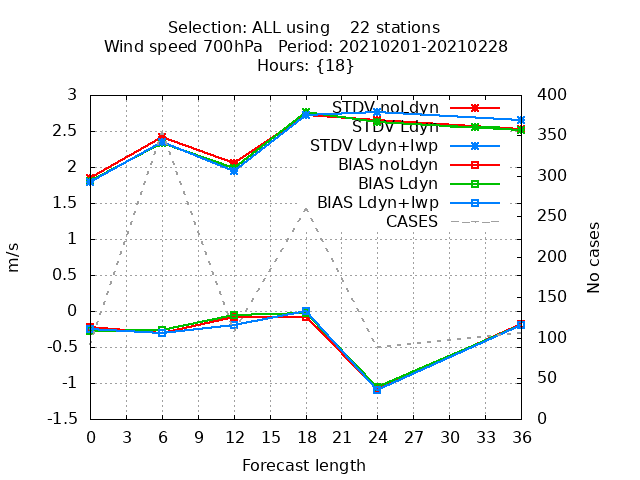 Selection: ALL using 22 stations
Wind speed 700hPa Period: 20210201-20210228
Hours: {18}
3
2.5
2
1.5
1
0.5
0
-0.5
-1
-1.5
m/s
400
350
300
250
200
150
100
50
0
No cases
STDV noLdyn
STDV Ldyn
STDV Ldyn+lwp
BIAS noLdyn
BIAS Ldyn
BIAS Ldyn+lwp
CASES
0 3 6 9 12 15 18 21 24 27 30 33 36
Forecast length